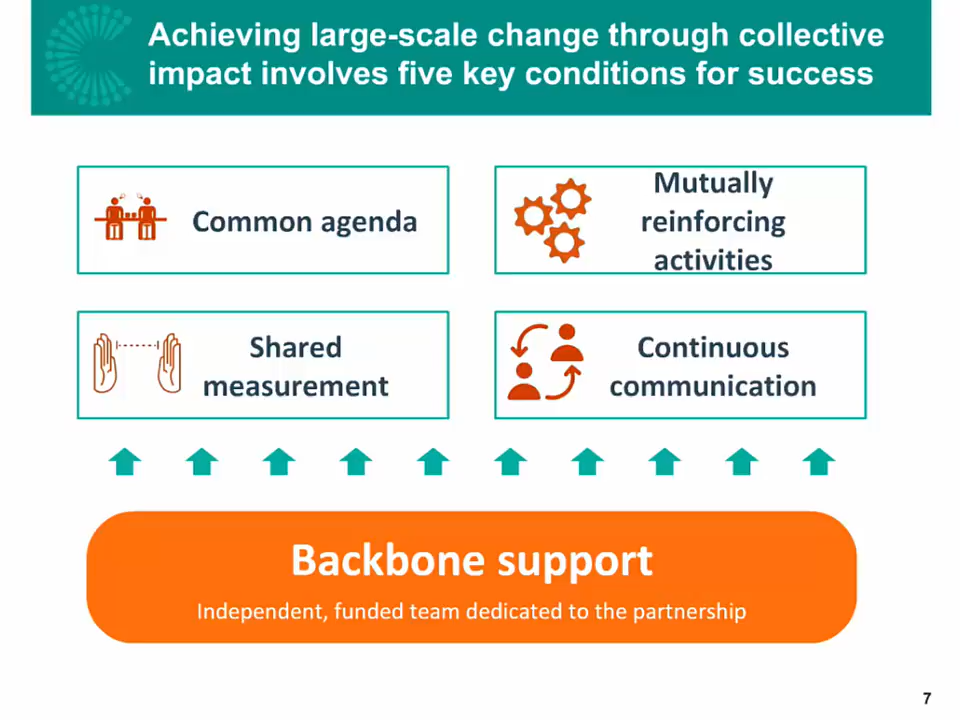 Achieving large-scale change through collective
impact involves five key conditions for success
Common agenda
Mutually
reinforcing
activities
Shared
measurement
Continuous
communication
Backbone support
Independent, funded team dedicated to the partnership
7